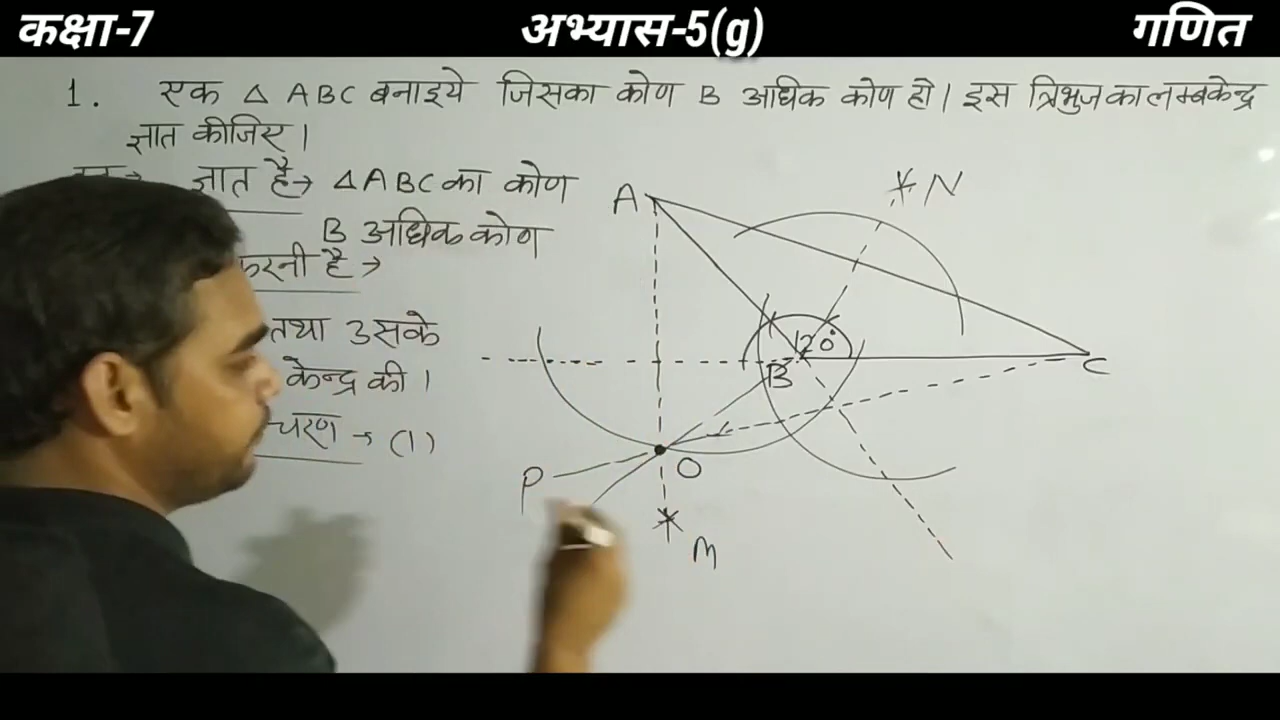 कक्षा-7 अभ्यास-5(g) गणित
1. एक △ ABC बनाइये जिसका कोण B अधिक कोण हो। इस त्रिभुज का लम्बकेन्द्र
ज्ञात कीजिए।
ज्ञात है→ △ABC का कोण
B अधिक कोण
करनी है →
तथा उसके
केन्द्र की।
चरण → (1)
A
N
120°
B
C
O
P
M